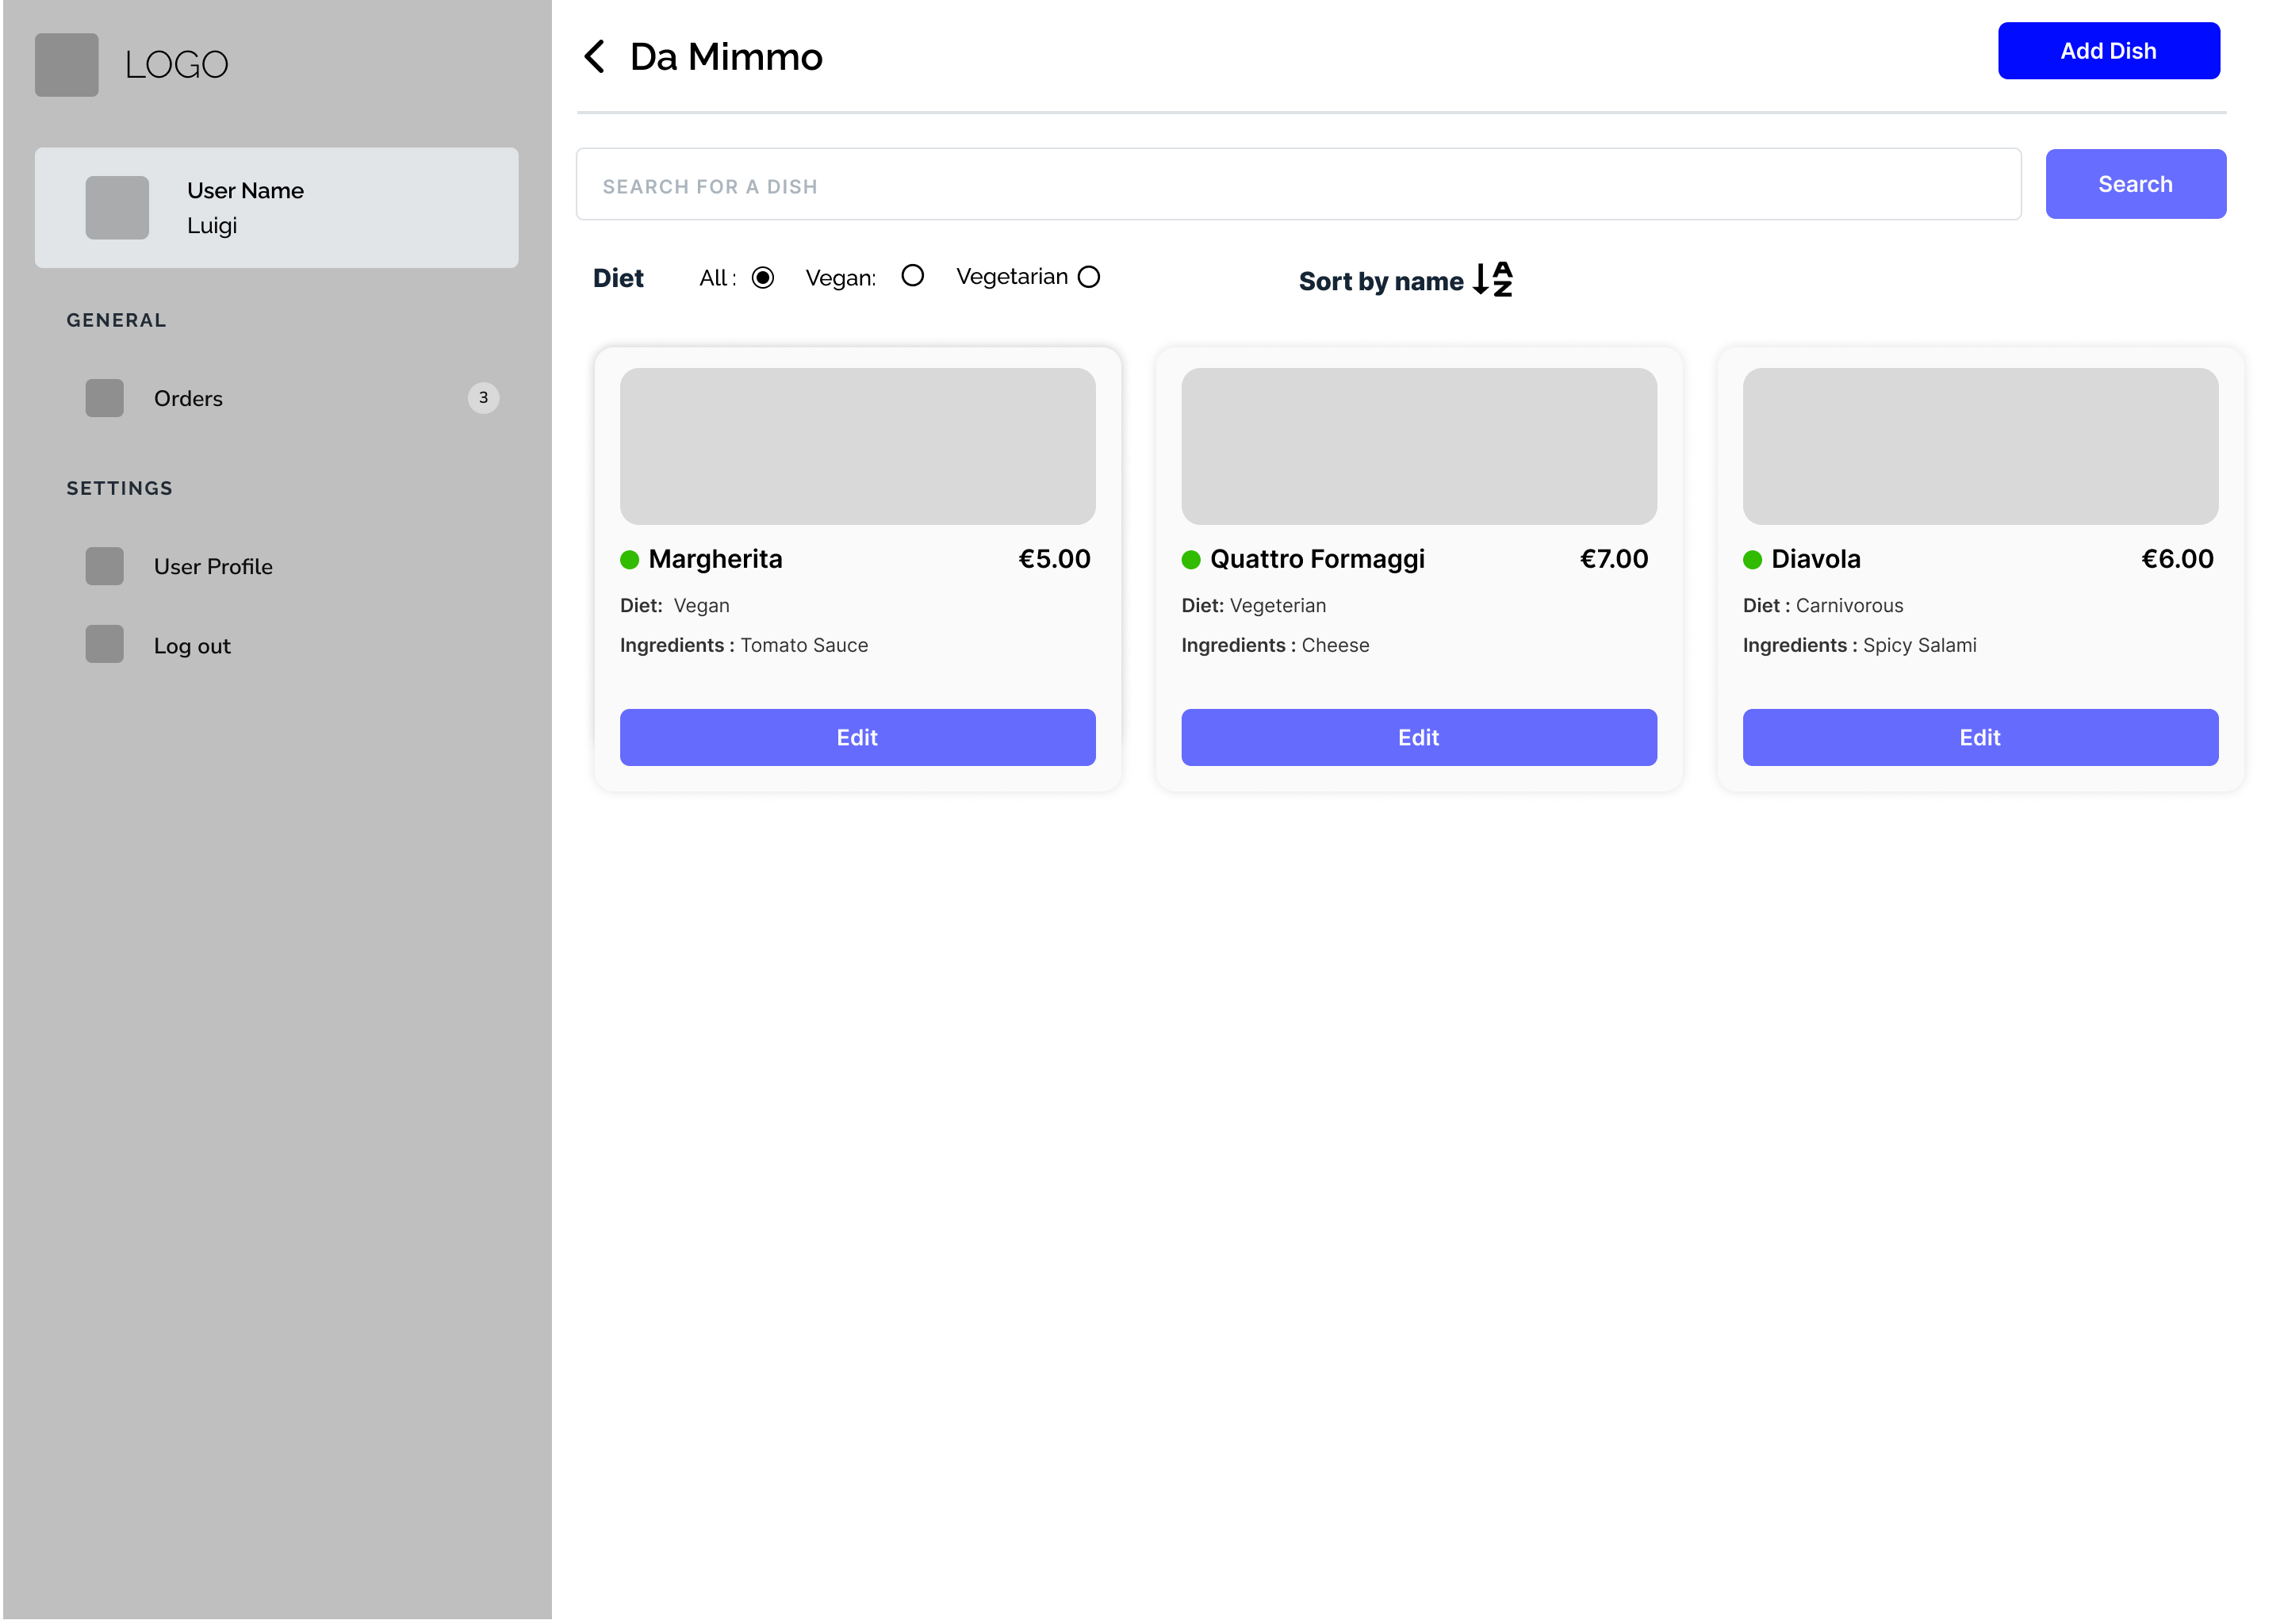 LOGO
User Name
Luigi
GENERAL
Orders
3
SETTINGS
User Profile
Log out
Da Mimmo
Add Dish
SEARCH FOR A DISH
Search
Diet
All :
Vegan:
Vegetarian
Sort by name
A
Z
Margherita
€5.00
Diet: Vegan
Ingredients : Tomato Sauce
Edit
Quattro Formaggi
€7.00
Diet: Vegeterian
Ingredients : Cheese
Edit
Diavola
€6.00
Diet : Carnivorous
Ingredients : Spicy Salami
Edit